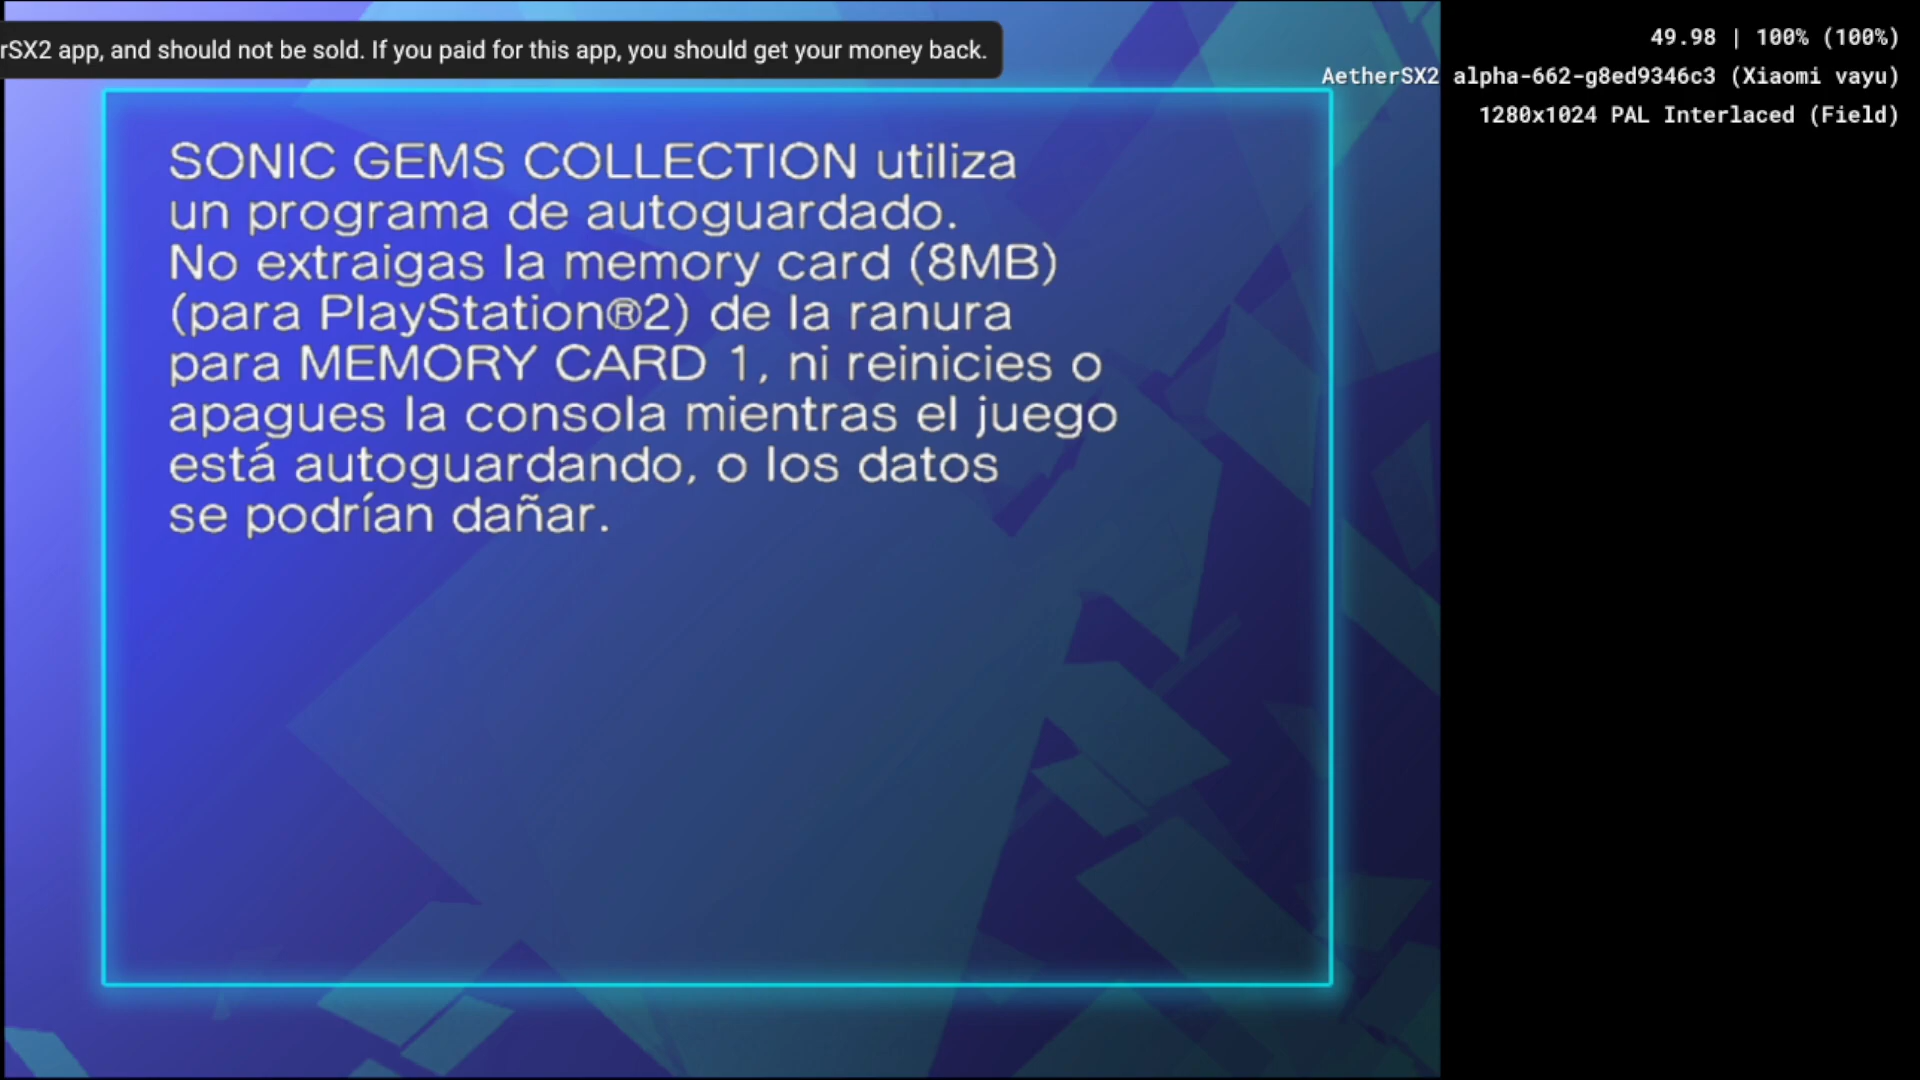 rSX2 app, and should not be sold. If you paid for this app, you should get your money back.
49.98 | 100% (100%)
AetherSX2 alpha-662-g8ed9346c3 (Xiaomi vayu)
1280x1024 PAL Interlaced (Field)
SONIC GEMS COLLECTION utiliza
un programa de autoguardado.
No extraigas la memory card (8MB)
(para PlayStation®2) de la ranura
para MEMORY CARD 1, ni reinicies o
apagues la consola mientras el juego
está autoguardando, o los datos
se podrían dañar.